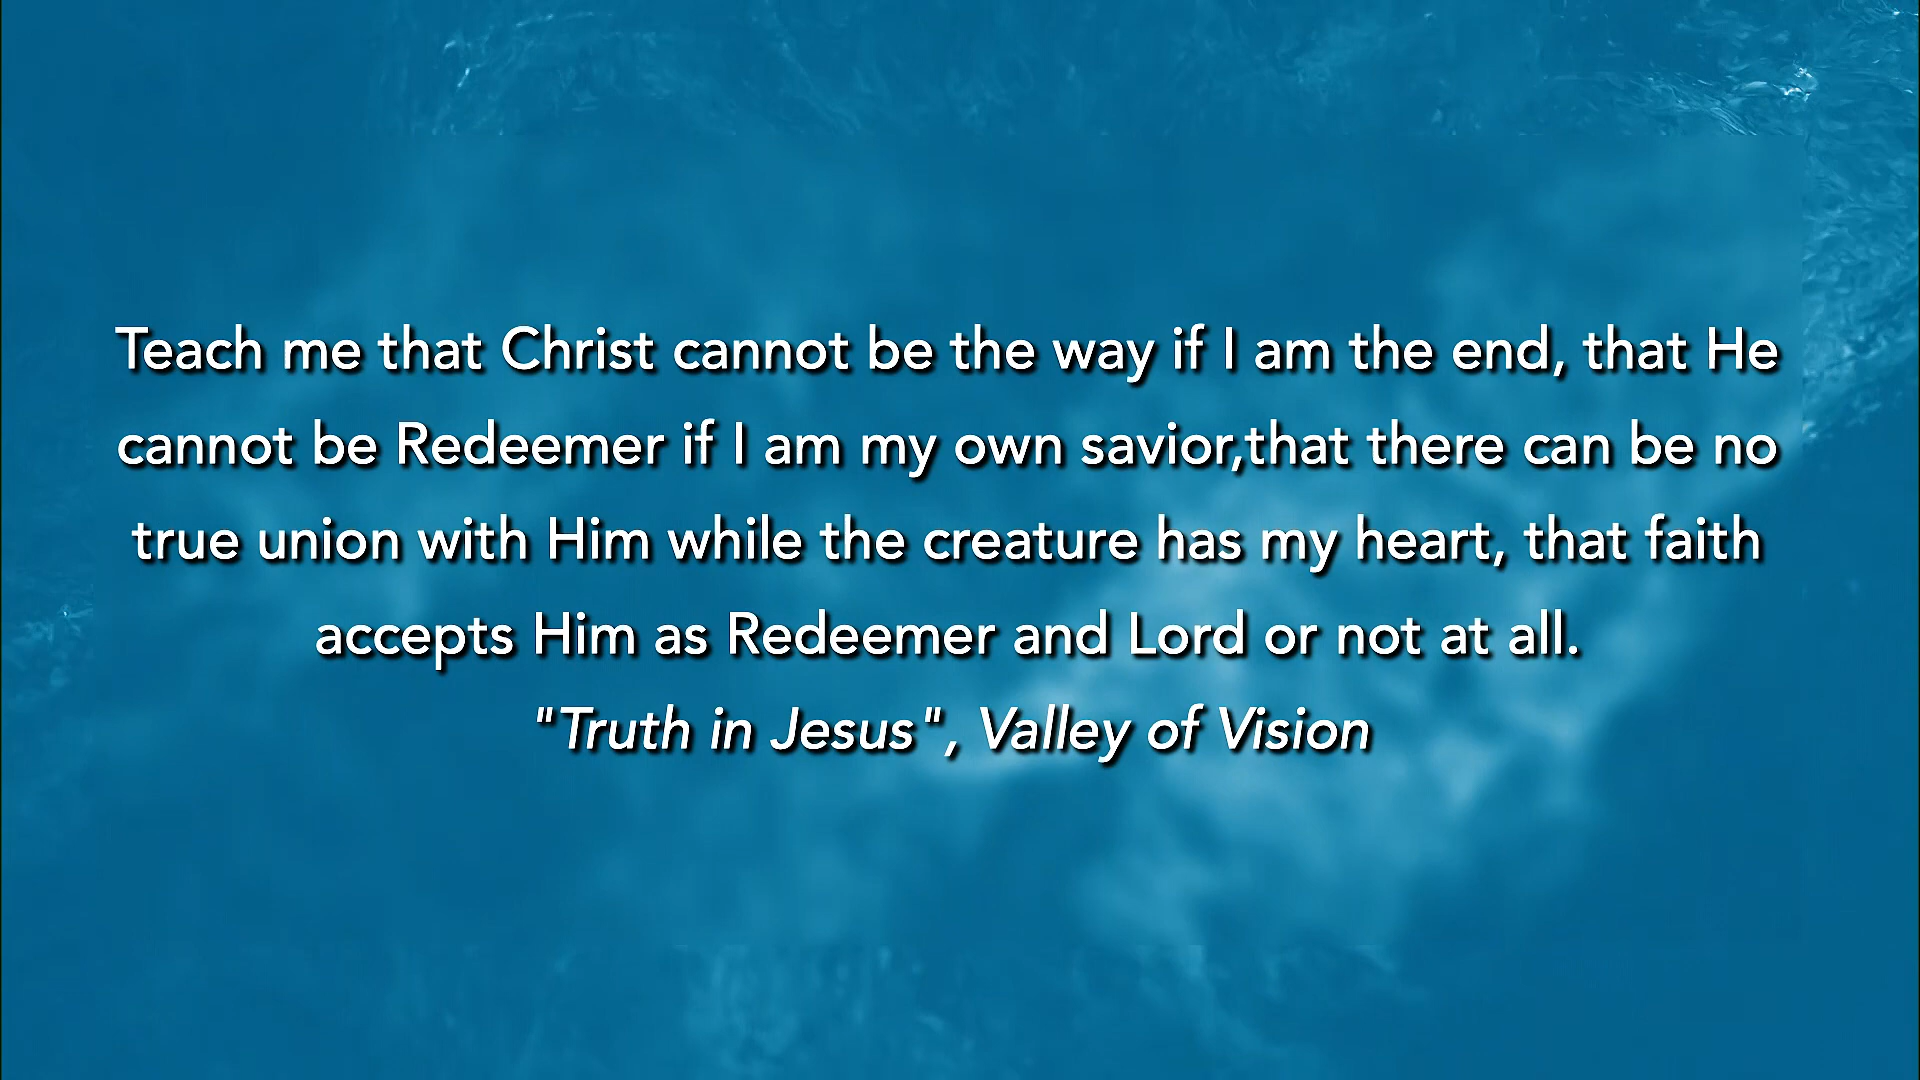 Teach me that Christ cannot be the way if I am the end, that He
cannot be Redeemer if I am my own savior,that there can be no
true union with Him while the creature has my heart, that faith
accepts Him as Redeemer and Lord or not at all.
"Truth in Jesus", Valley of Vision